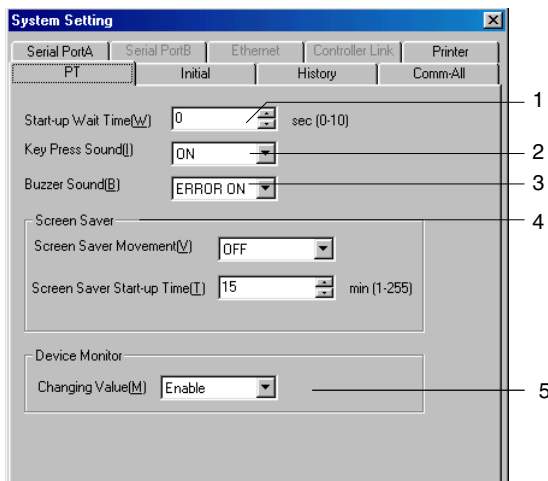 System Setting
Serial PortA Serial PortB Ethernet Controller Link Printer
PT Initial History Comm-All
Start-up Wait Time(W) 0 sec (0-10) 1
Key Press Sound(I) ON 2
Buzzer Sound(B) ERROR ON 3
Screen Saver 4
Screen Saver Movement(V) OFF
Screen Saver Start-up Time(T) 15 min (1-255)
Device Monitor
Changing Value(M) Enable 5